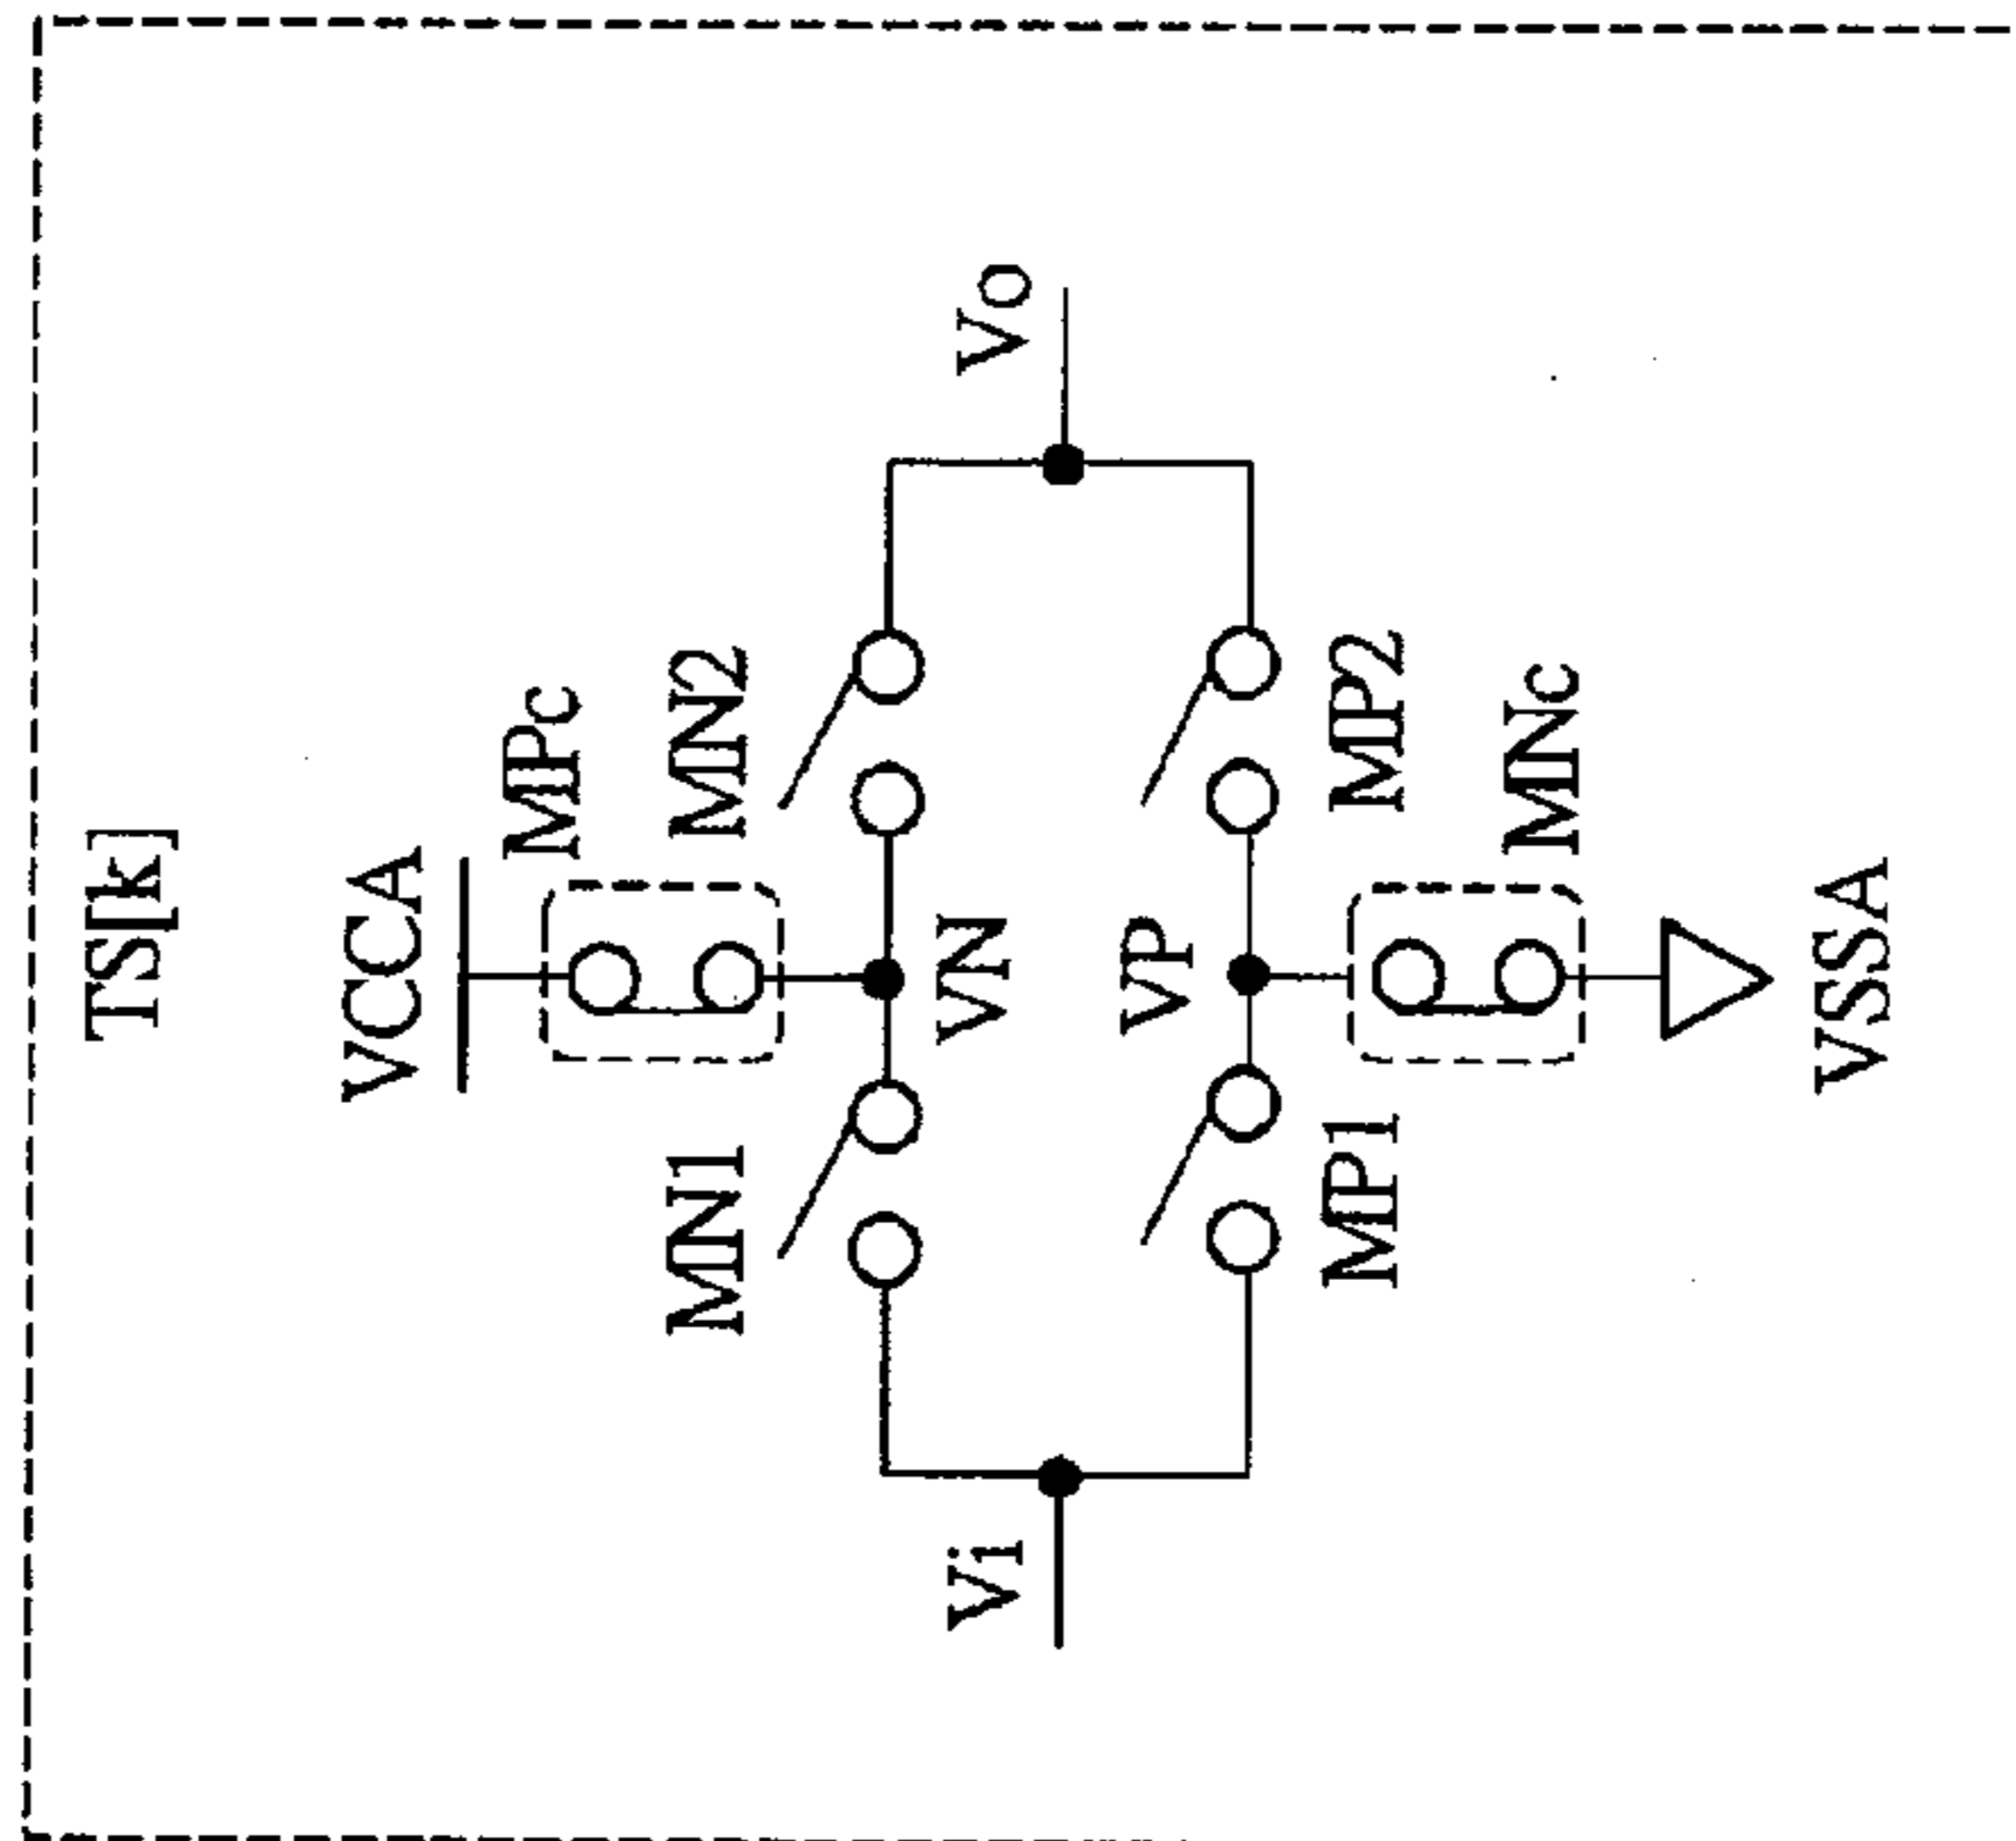 TS[k]
VCCA
MPc
MN1
MN2
VN
Vi
Vo
VP
MP1
MP2
MNc
VSSA